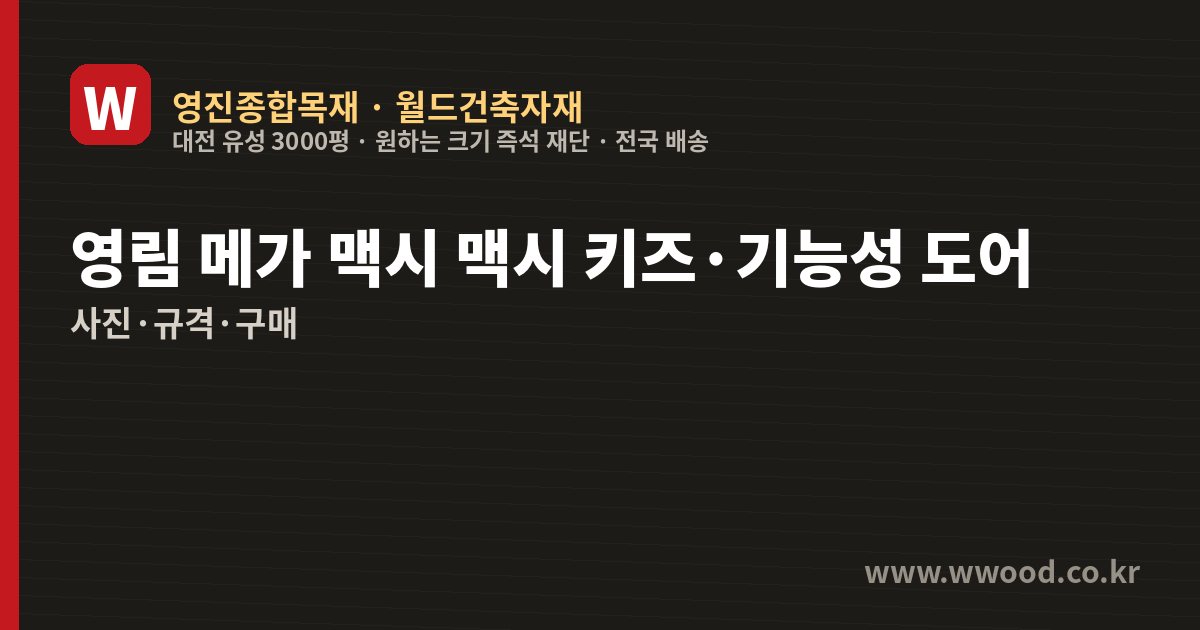 W
영진종합목재 · 월드건축자재
대전 유성 3000평 · 원하는 크기 즉석 재단 · 전국 배송
영림 메가 맥시 맥시 키즈·기능성 도어
사진·규격·구매
www.wwood.co.kr